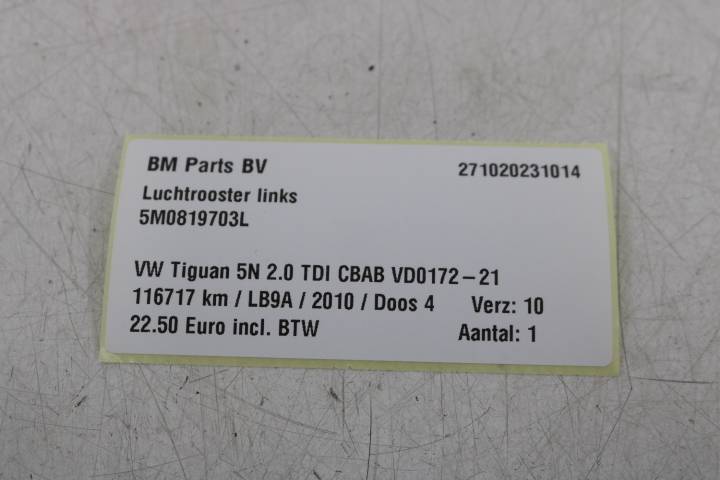 BM Parts BV 271020231014
Luchtrooster links
5M0819703L
VW Tiguan 5N 2.0 TDI CBAB VD0172-21
116717 km / LB9A / 2010 / Doos 4 Verz: 10
22.50 Euro incl. BTW Aantal: 1